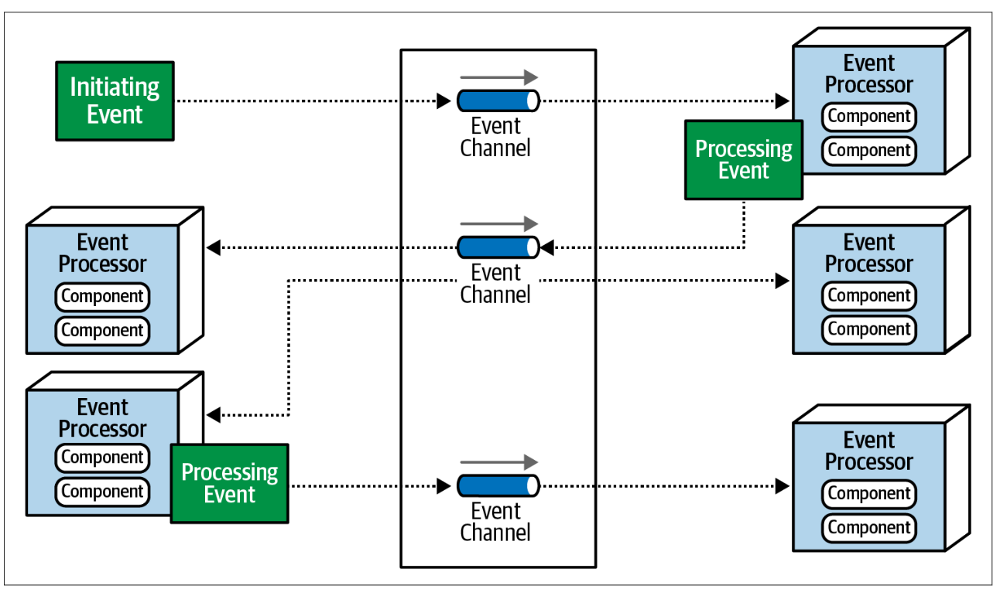 Initiating
Event
Event
Channel
Event
Processor
Component
Component
Processing
Event
Event
Processor
Component
Component
Event
Channel
Event
Processor
Component
Component
Event
Processor
Component
Component
Processing
Event
Event
Channel
Event
Processor
Component
Component